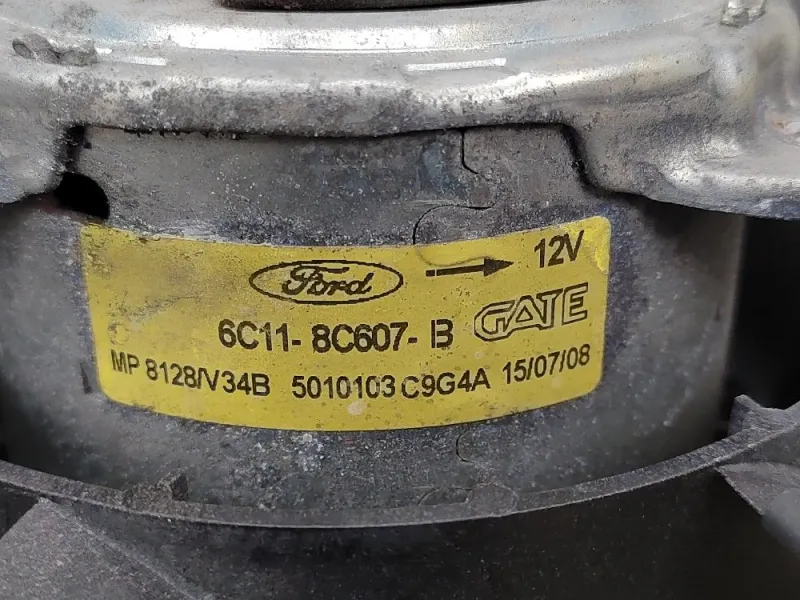 Ford → 12V
6C11- 8C607- B GATE
MP 8128/V34B 5010103 C9G4A 15/07/08